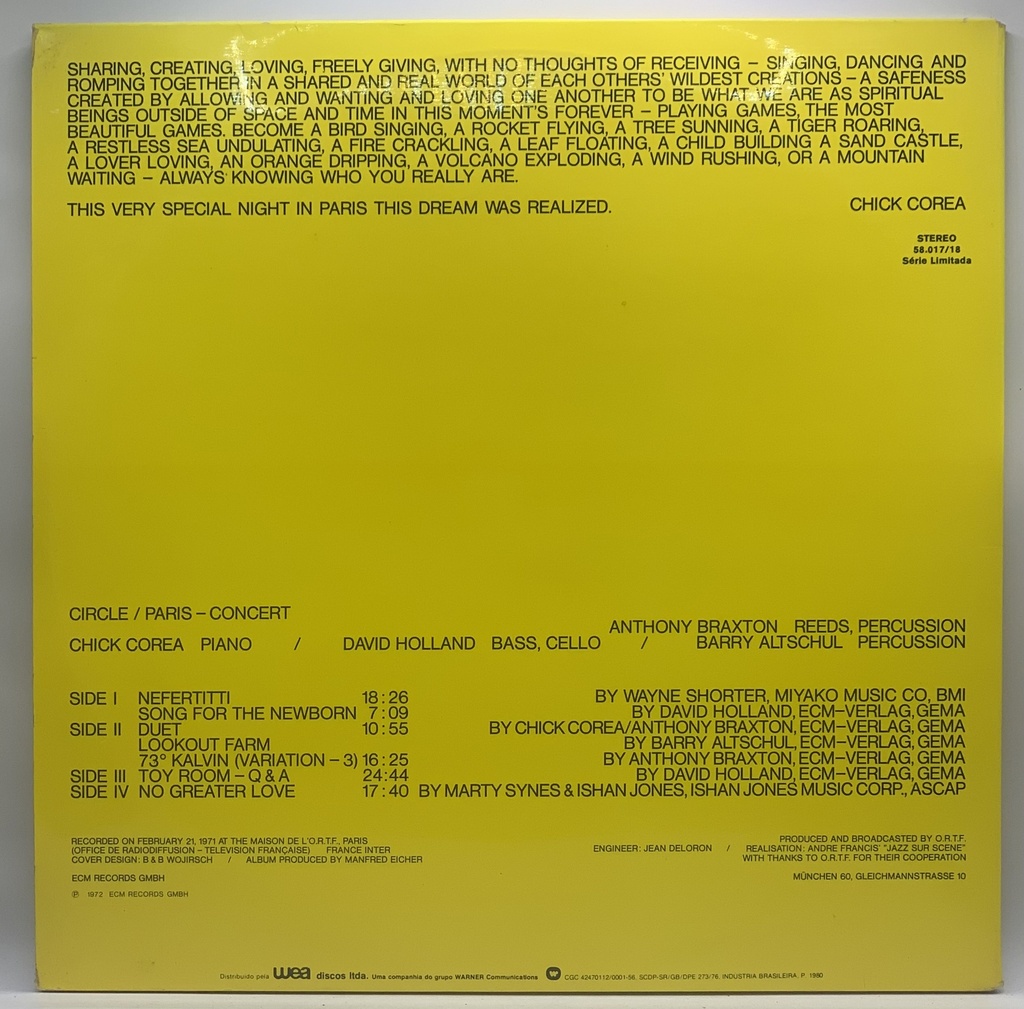 SHARING, CREATING, LOVING, FREELY GIVING, WITH NO THOUGHTS OF RECEIVING – SINGING, DANCING AND
ROMPING TOGETHER IN A SHARED AND REAL WORLD OF EACH OTHERS' WILDEST CREATIONS – A SAFENESS
CREATED BY ALLOWING AND WANTING AND LOVING ONE ANOTHER TO BE WHAT WE ARE AS SPIRITUAL
BEINGS OUTSIDE OF SPACE AND TIME IN THIS MOMENT'S FOREVER – PLAYING GAMES, THE MOST
BEAUTIFUL GAMES. BECOME A BIRD SINGING, A ROCKET FLYING, A TREE SUNNING, A TIGER ROARING,
A RESTLESS SEA UNDULATING, A FIRE CRACKLING, A LEAF FLOATING, A CHILD BUILDING A SAND CASTLE,
A LOVER LOVING, AN ORANGE DRIPPING, A VOLCANO EXPLODING, A WIND RUSHING, OR A MOUNTAIN
WAITING – ALWAYS KNOWING WHO YOU REALLY ARE.
THIS VERY SPECIAL NIGHT IN PARIS THIS DREAM WAS REALIZED. CHICK COREA
STEREO
58.017/18
Série Limitada
CIRCLE / PARIS – CONCERT
ANTHONY BRAXTON REEDS, PERCUSSION
CHICK COREA PIANO / DAVID HOLLAND BASS, CELLO / BARRY ALTSCHUL PERCUSSION
SIDE I NEFERTITTI 18:26 BY WAYNE SHORTER, MIYAKO MUSIC CO, BMI
SONG FOR THE NEWBORN 7:09 BY DAVID HOLLAND, ECM–VERLAG, GEMA
SIDE II DUET 10:55 BY CHICK COREA/ANTHONY BRAXTON, ECM–VERLAG, GEMA
LOOKOUT FARM BY BARRY ALTSCHUL, ECM–VERLAG, GEMA
73° KALVIN (VARIATION – 3) 16:25 BY ANTHONY BRAXTON, ECM–VERLAG, GEMA
SIDE III TOY ROOM – Q & A 24:44 BY DAVID HOLLAND, ECM–VERLAG, GEMA
SIDE IV NO GREATER LOVE 17:40 BY MARTY SYNES & ISHAN JONES, ISHAN JONES MUSIC CORP., ASCAP
RECORDED ON FEBRUARY 21, 1971 AT THE MAISON DE L'O.R.T.F., PARIS
(OFFICE DE RADIODIFFUSION – TELEVISION FRANÇAISE) FRANCE INTER
COVER DESIGN: B & B WOJIRSCH / ALBUM PRODUCED BY MANFRED EICHER
PRODUCED AND BROADCASTED BY O.R.T.F.
ENGINEER: JEAN DELORON / REALISATION: ANDRE FRANCIS' "JAZZ SUR SCENE"
WITH THANKS TO O.R.T.F. FOR THEIR COOPERATION
ECM RECORDS GMBH MÜNCHEN 60, GLEICHMANNSTRASSE 10
℗ 1972 ECM RECORDS GMBH
Distribuído pela wea discos ltda. Uma companhia do grupo WARNER Communications CGC 42470112/0001-56. SCDP-SR/GB/DPE 273/76. INDUSTRIA BRASILEIRA. P. 1980